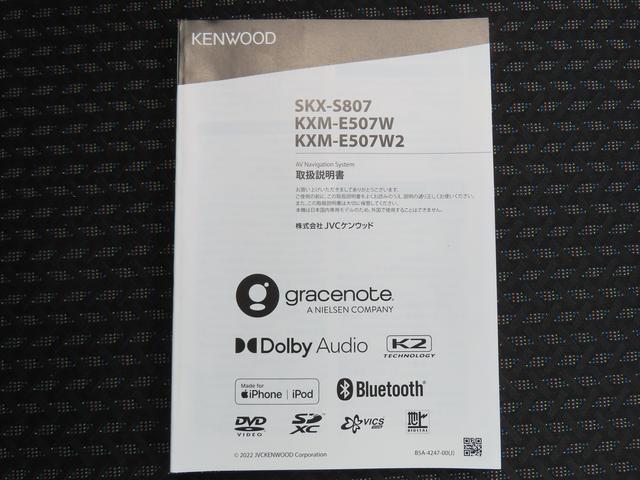 KENWOOD
SKX-S807
KXM-E507W
KXM-E507W2
AV Navigation System
取扱説明書
お買い上げいただきましてありがとうございます。
ご使用の前に、この取扱説明書をよくお読みのうえ、説明の通り正しくお使いください。
また、この取扱説明書は大切に保管してください。
本機は日本国内専用モデルのため、外国で使用することはできません。
株式会社 JVCケンウッド
gracenote.
A NIELSEN COMPANY
Dolby Audio
K2
TECHNOLOGY
Made for
iPhone | iPod
Bluetooth®
DVD
VIDEO
SD
XC
VICS
地上
DIGITAL
© 2022 JVCKENWOOD Corporation
B5A-4247-00(J)